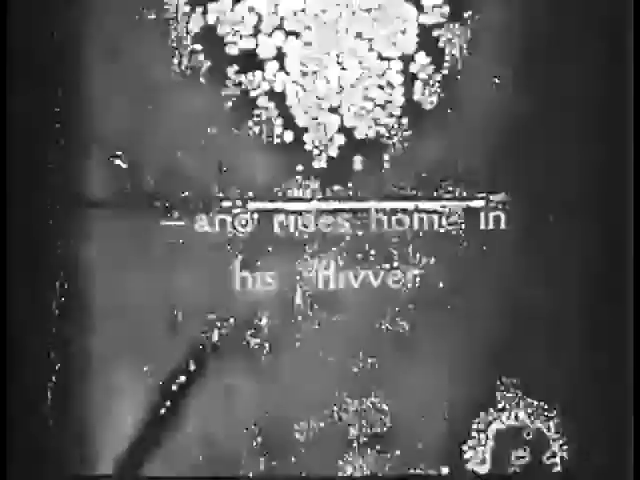 — and rides home in
his flivver.